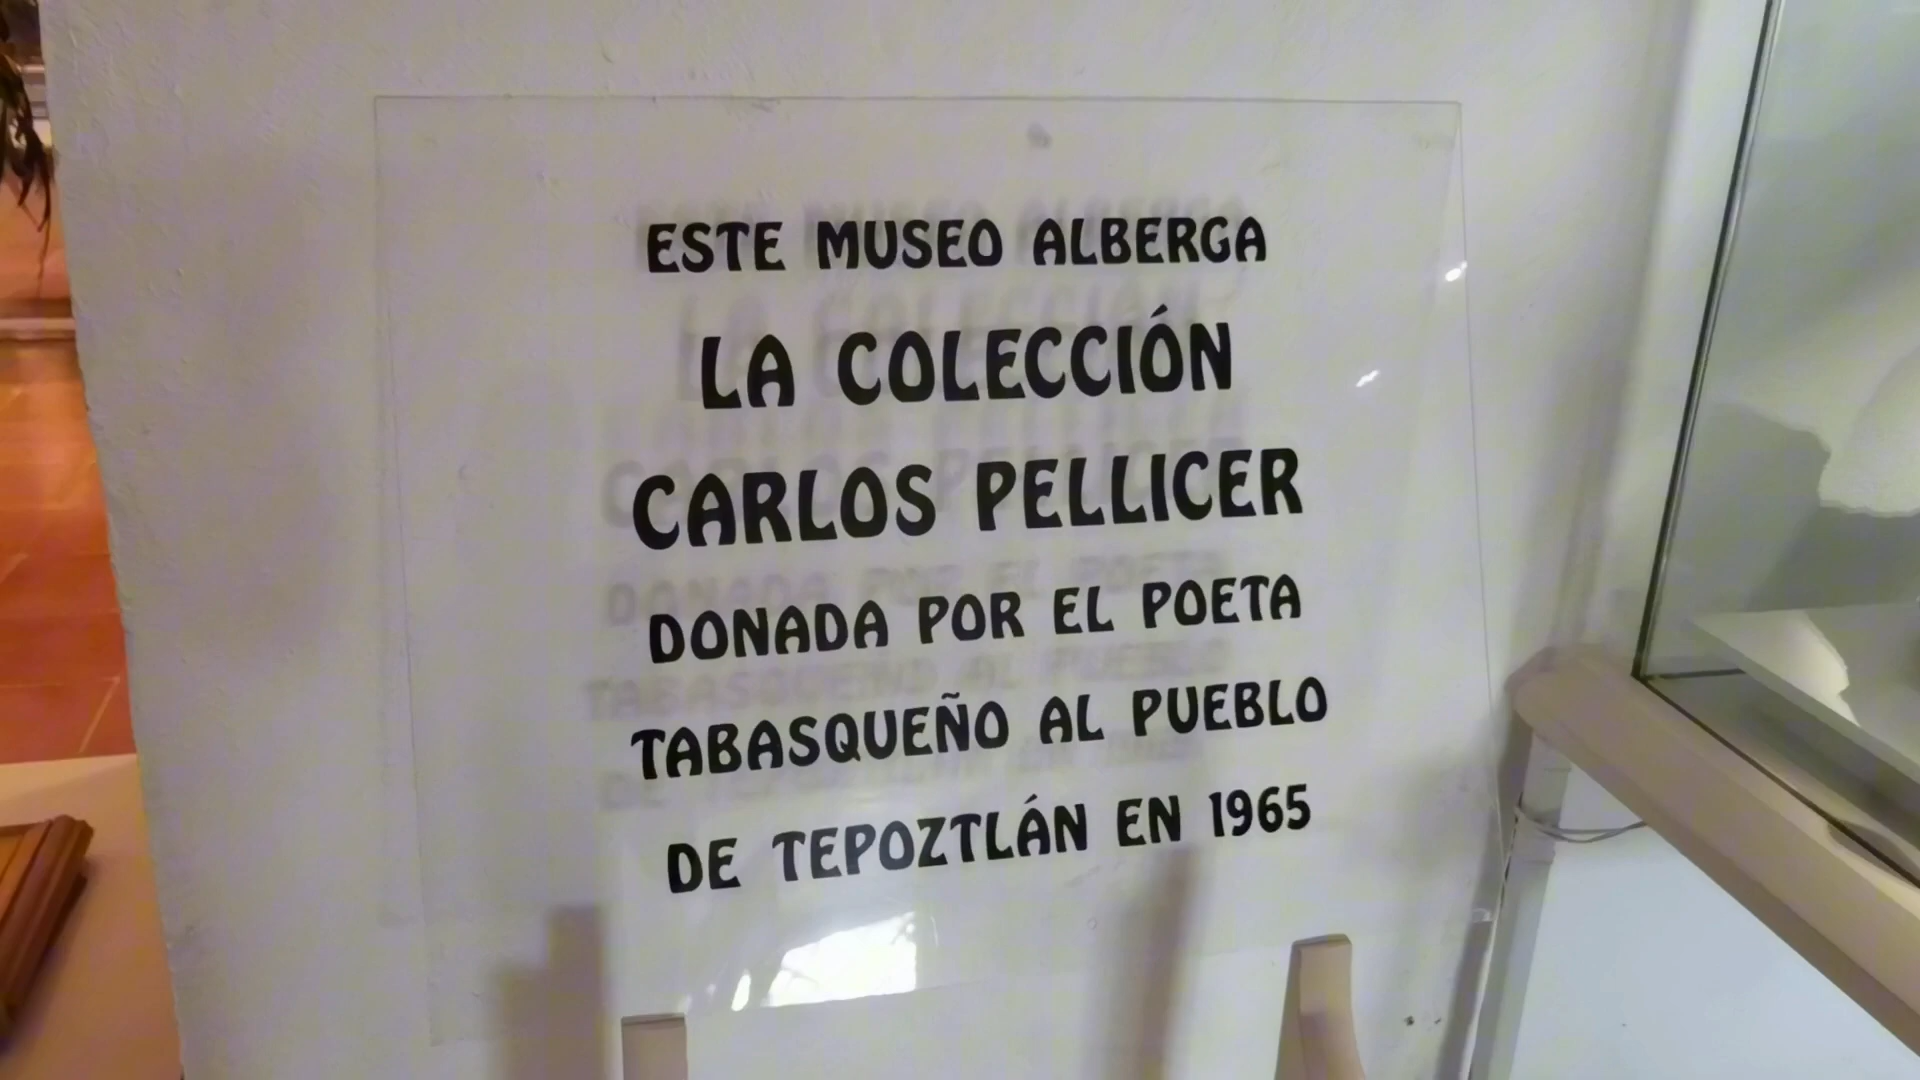 ESTE MUSEO ALBERGA
LA COLECCIÓN
CARLOS PELLICER
DONADA POR EL POETA
TABASQUEÑO AL PUEBLO
DE TEPOZTLÁN EN 1965